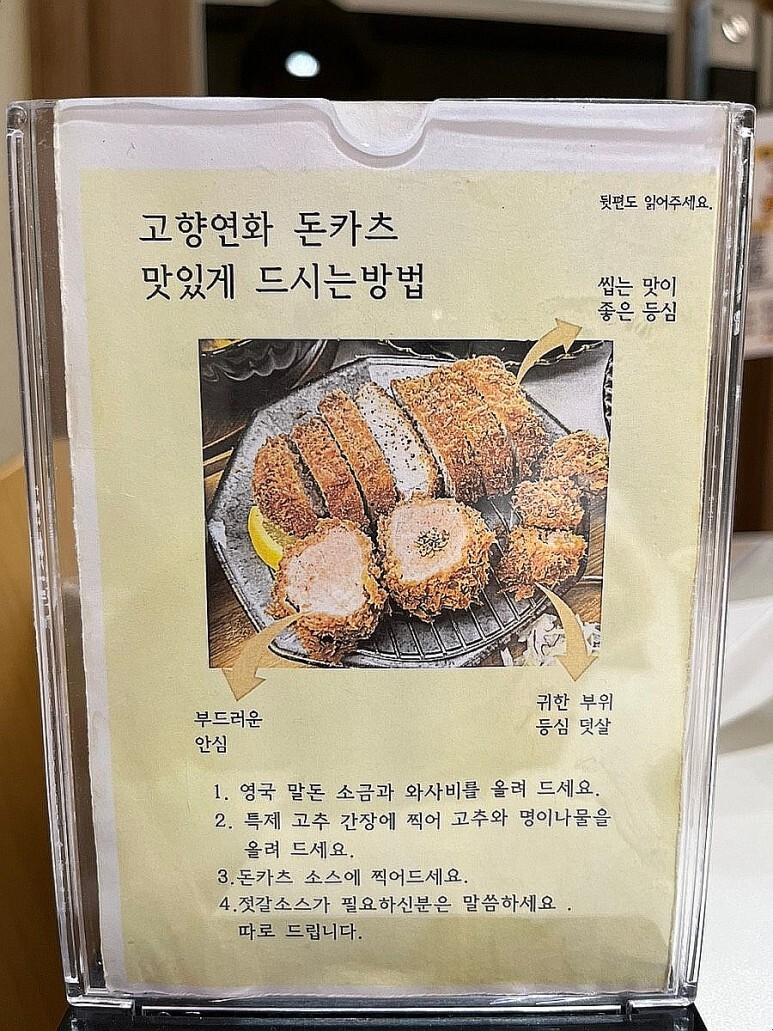 뒷편도 읽어주세요.
고향연화 돈카츠
맛있게 드시는방법
씹는 맛이
좋은 등심
부드러운
안심
귀한 부위
등심 덧살
1. 영국 말돈 소금과 와사비를 올려 드세요.
2. 특제 고추 간장에 찍어 고추와 명이나물을
올려 드세요.
3.돈카츠 소스에 찍어드세요.
4.젓갈소스가 필요하신분은 말씀하세요 .
따로 드립니다.